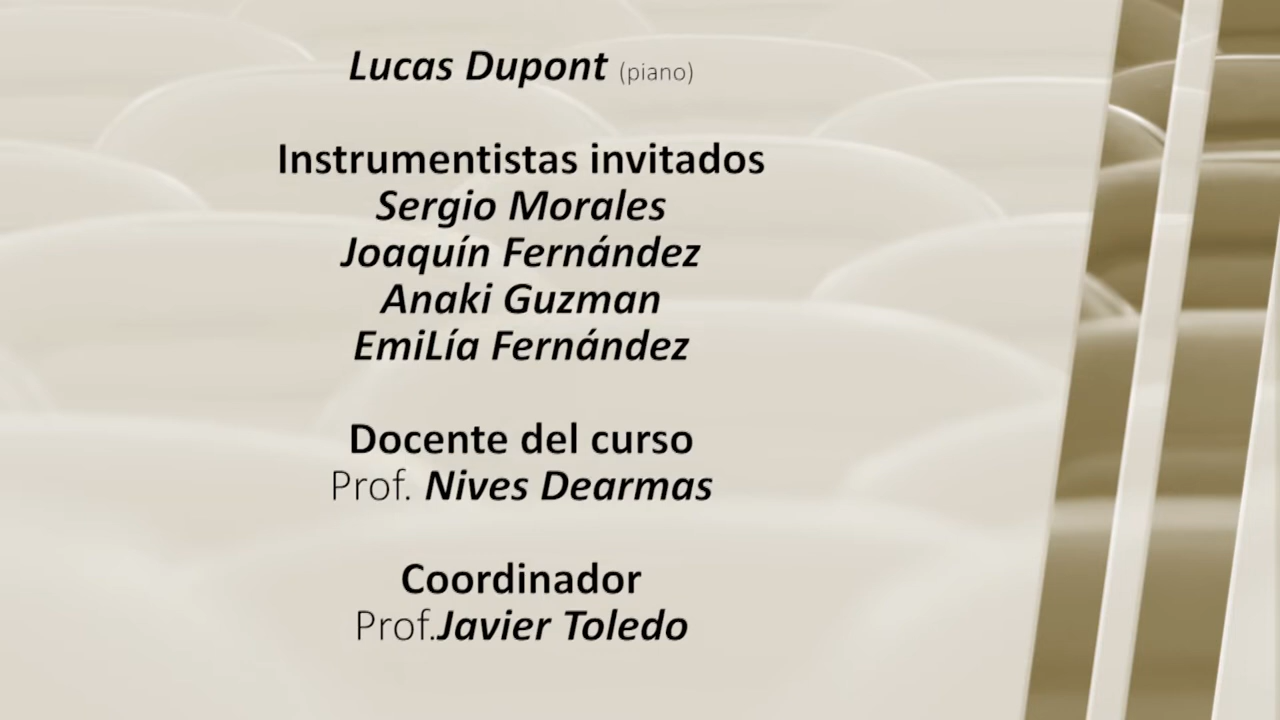 Lucas Dupont (piano)
Instrumentistas invitados
Sergio Morales
Joaquín Fernández
Anaki Guzman
EmiLía Fernández
Docente del curso
Prof. Nives Dearmas
Coordinador
Prof.Javier Toledo